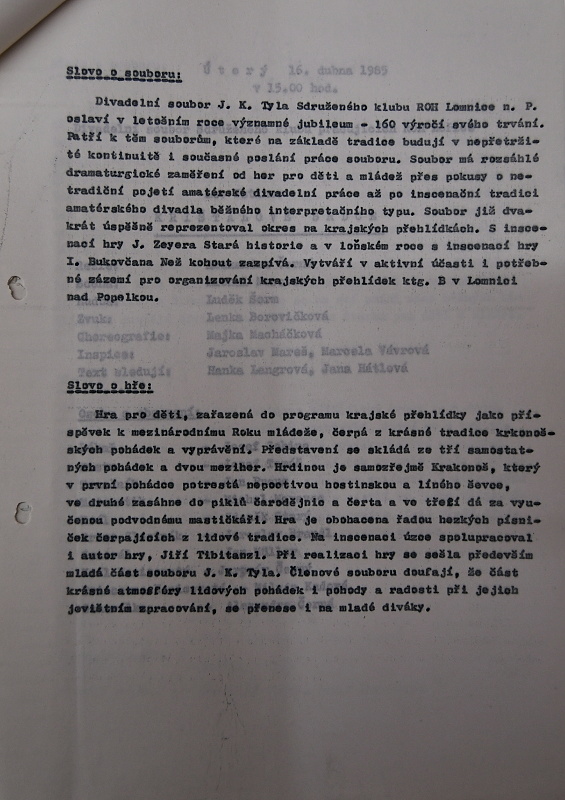 Úterý 16. dubna 1985
v 15.00 hod.
Slovo o souboru:
Divadelní soubor J. K. Tyla Sdruženého klubu ROH Lomnice n. P.
oslaví v letošním roce významné jubileum - 160 výročí svého trvání.
Patří k těm souborům, které na základě tradice budují v nepřetrži-
té kontinuitě i současné poslání práce souboru. Soubor má rozsáhlé
dramaturgické zaměření od her pro děti a mládež přes pokusy o ne-
tradiční pojetí amatérské divadelní práce až po inscenační tradici
amatérského divadla běžného interpretačního typu. Soubor již dva-
krát úspěšně reprezentoval okres na krajských přehlídkách. S insce-
nací hry J. Zeyera Stará historie a v loňském roce s inscenací hry
I. Bukovčana Než kohout zazpívá. Vytváří v aktivní účasti i potřeb-
né zázemí pro organizování krajských přehlídek ktg. B v Lomnici
nad Popelkou.
Luděk Šorm
Zvuk: Lenka Borovičková
Choreografie: Majka Macháčková
Inspice: Jaroslav Mareš, Marcela Vávrová
Text sledují: Hanka Langrová, Jana Hátlová
Slovo o hře:
Hra pro děti, zařazená do programu krajské přehlídky jako pří-
spěvek k mezinárodnímu Roku mládeže, čerpá z krásné tradice krkonoš-
ských pohádek a vyprávění. Představení se skládá ze tří samostat-
ných pohádek a dvou meziher. Hrdinou je samozřejmě Krakonoš, který
v první pohádce potrestá nepoctivou hostinskou a líného ševce,
ve druhé zasáhne do piklů čarodějnic a čerta a ve třetí dá za vyu-
čenou podvodnému mastičkáři. Hra je obohacena řadou hezkých písni-
ček čerpajících z lidové tradice. Na inscenaci úzce spolupracoval
i autor hry, Jiří Tibitanzl. Při realizaci hry se sešla především
mladá část souboru J. K. Tyla. Členové souboru doufají, že část
krásné atmosféry lidových pohádek i pohody a radosti při jejich
jevištním zpracování, se přenese i na mladé diváky.